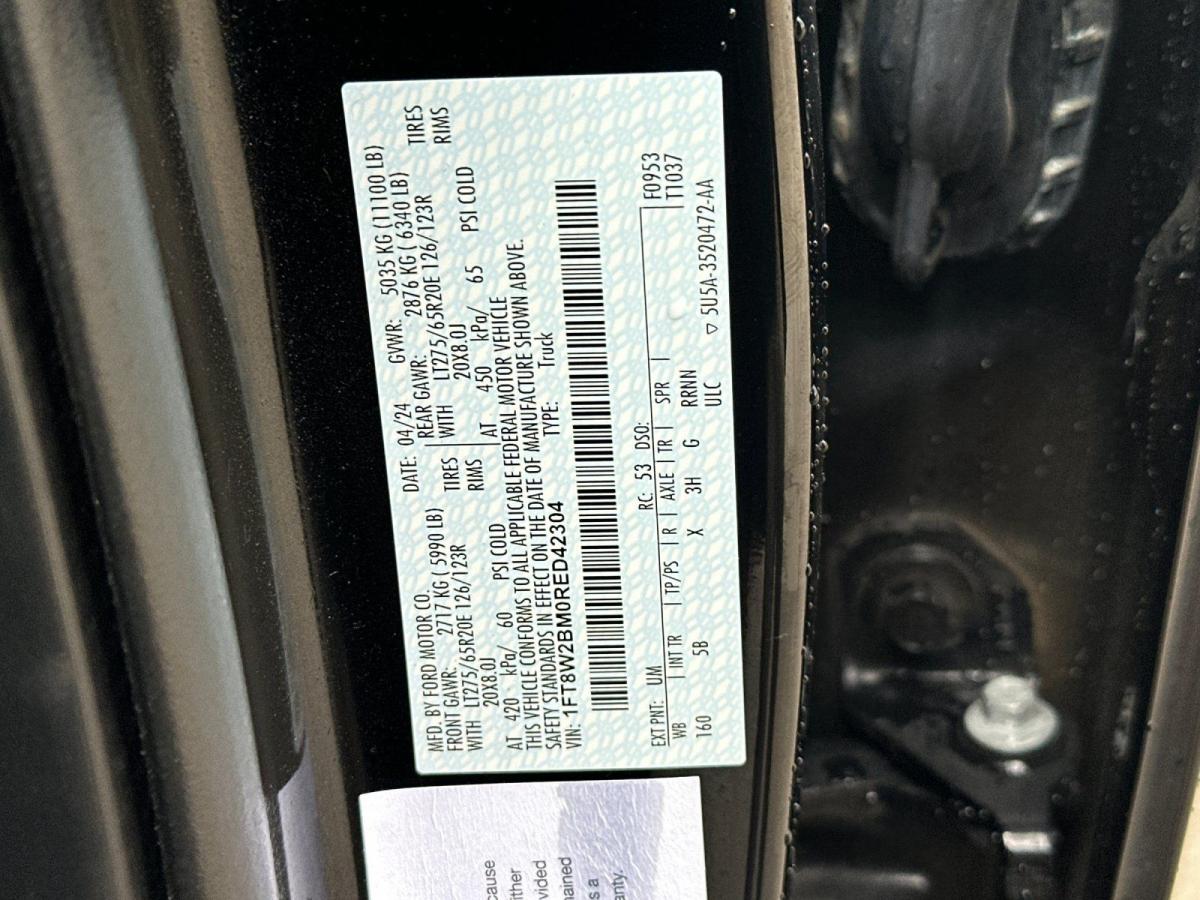 MFD. BY FORD MOTOR CO.
DATE: 04/24 GVWR: 5035 KG (11100 LB)
FRONT GAWR: 2717 KG ( 5990 LB)
REAR GAWR: 2876 KG ( 6340 LB)
WITH LT275/65R20E 126/123R TIRES
WITH LT275/65R20E 126/123R TIRES
20X8.0J RIMS
20X8.0J RIMS
AT 420 kPa/ 60 PSI COLD
AT 450 kPa/ 65 PSI COLD
THIS VEHICLE CONFORMS TO ALL APPLICABLE FEDERAL MOTOR VEHICLE
SAFETY STANDARDS IN EFFECT ON THE DATE OF MANUFACTURE SHOWN ABOVE.
VIN: 1FT8W2BM0RED42304 TYPE: Truck
EXT PNT: UM RC: 53 DSO: F0953
WB INT TR TP/PS R AXLE TR SPR T1037
160 5B X 3H G RRNN
ULC ▽ 5U5A-3520472-AA
cause
ither
vided
nained
s a
anty.